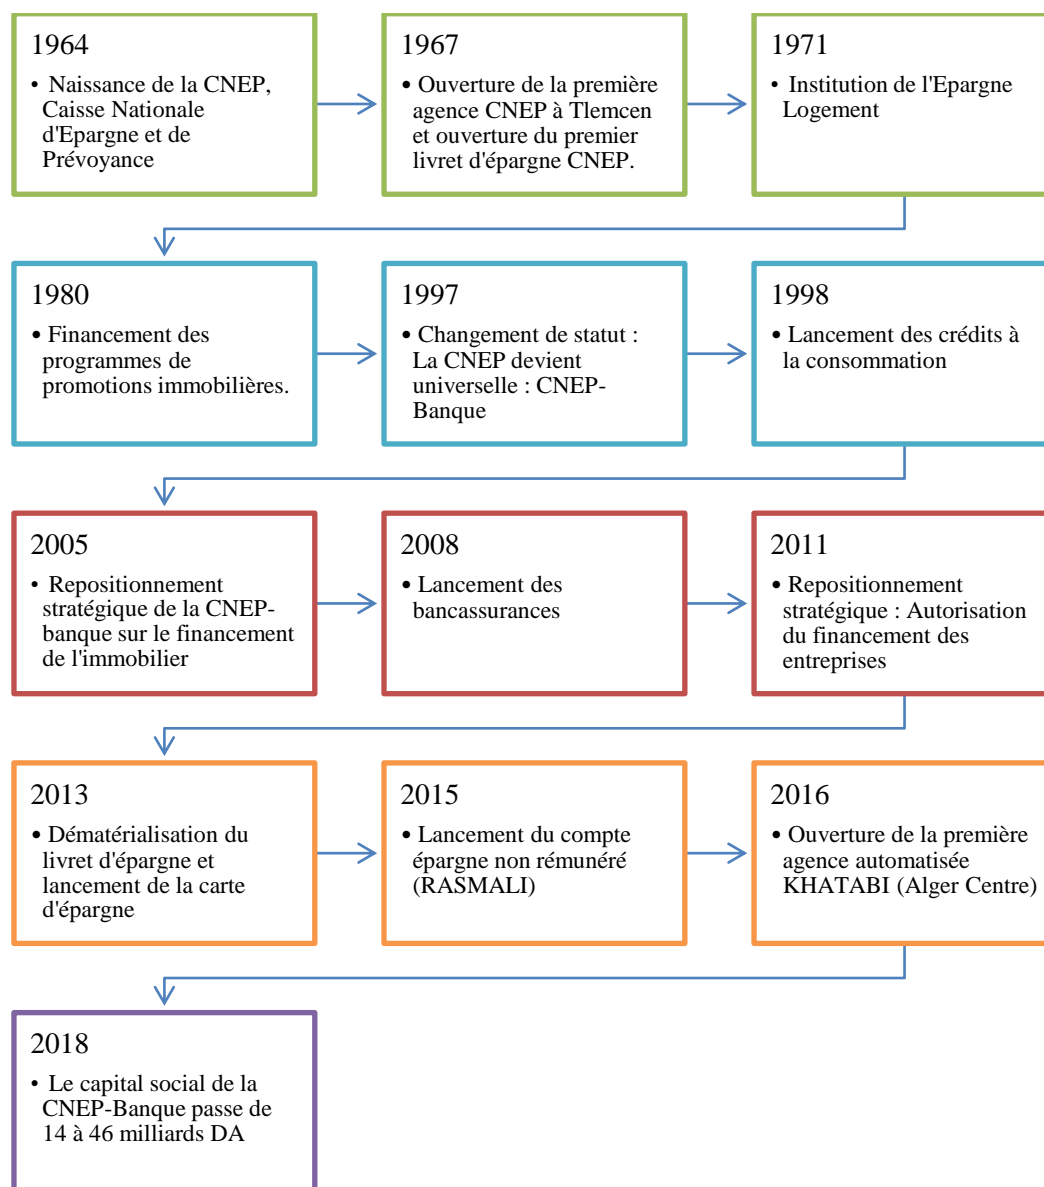 1964
• Naissance de la CNEP,
Caisse Nationale
d'Epargne et de
Prévoyance
1967
• Ouverture de la première
agence CNEP à Tlemcen
et ouverture du premier
livret d'épargne CNEP.
1971
• Institution de l'Epargne
Logement
1980
• Financement des
programmes de
promotions immobilières.
1997
• Changement de statut :
La CNEP devient
universelle : CNEP-
Banque
1998
• Lancement des crédits à
la consommation
2005
• Repositionnement
stratégique de la CNEP-
banque sur le financement
de l'immobilier
2008
• Lancement des
bancassurances
2011
• Repositionnement
stratégique : Autorisation
du financement des
entreprises
2013
• Dématérialisation du
livret d'épargne et
lancement de la carte
d'épargne
2015
• Lancement du compte
épargne non rémunéré
(RASMALI)
2016
• Ouverture de la première
agence automatisée
KHATABI (Alger Centre)
2018
• Le capital social de la
CNEP-Banque passe de
14 à 46 milliards DA